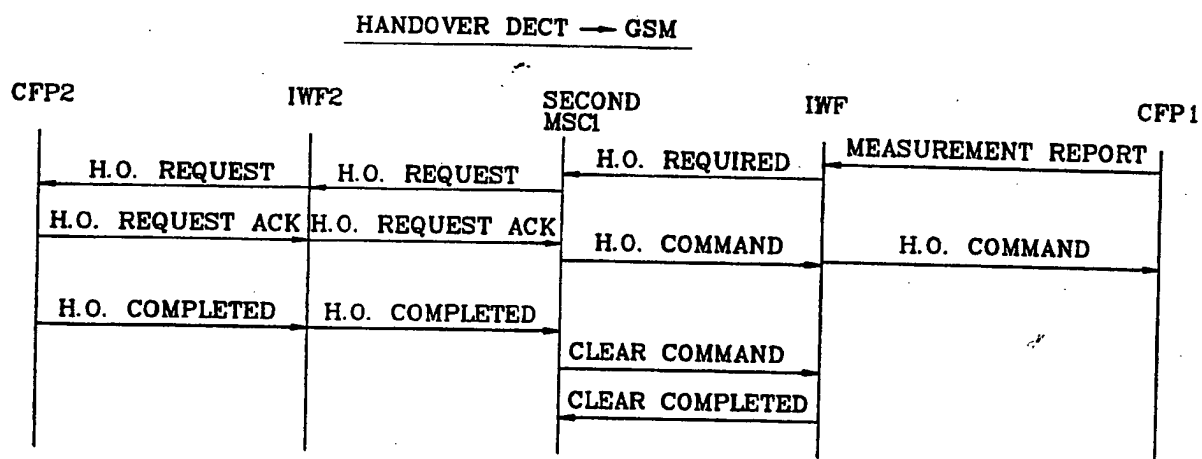 HANDOVER DECT → GSM
CFP2
IWF2
SECOND
MSC1
IWF
CFP1
H.O. REQUEST
H.O. REQUEST
H.O. REQUIRED
MEASUREMENT REPORT
H.O. REQUEST ACK
H.O. REQUEST ACK
H.O. COMMAND
H.O. COMMAND
H.O. COMPLETED
H.O. COMPLETED
CLEAR COMMAND
CLEAR COMPLETED